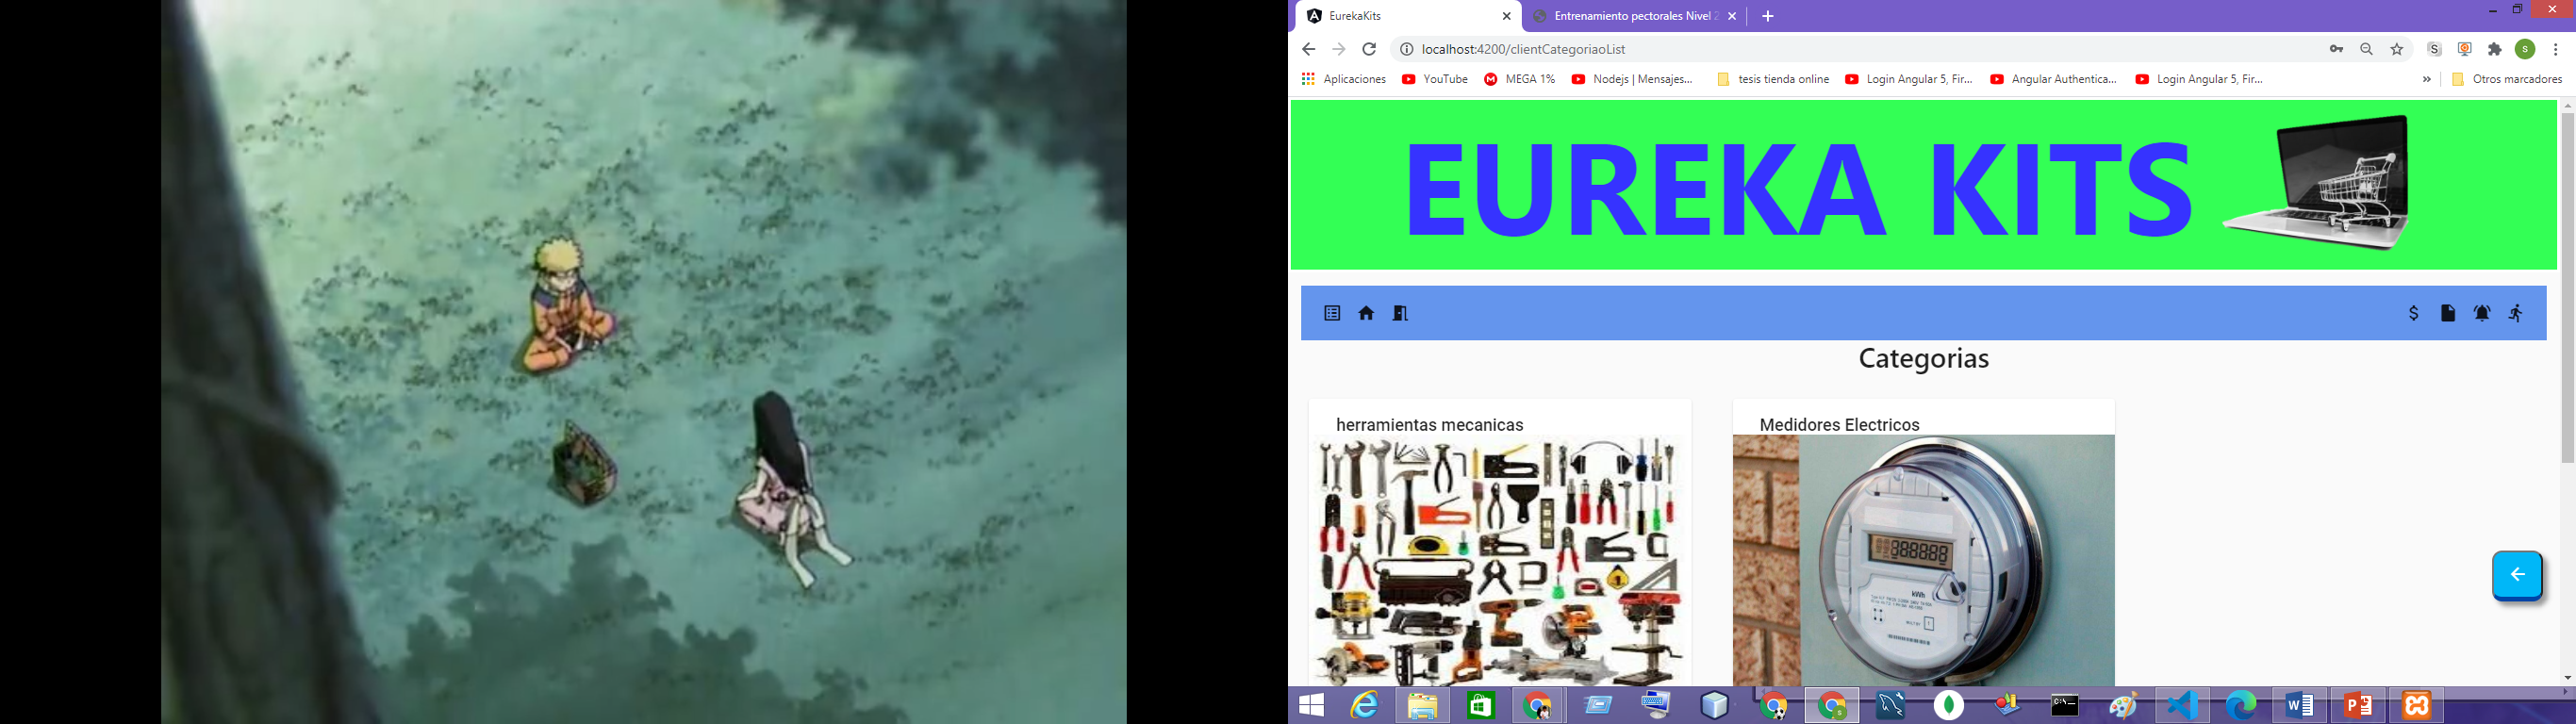 EurekaKits
Entrenamiento pectorales Nivel 2
localhost:4200/clientCategoriaoList
Aplicaciones
YouTube
MEGA 1%
Nodejs | Mensajes...
tesis tienda online
Login Angular 5, Fir...
Angular Authentica...
Login Angular 5, Fir...
»
Otros marcadores
EUREKA KITS
Categorias
herramientas mecanicas
Medidores Electricos
kWh